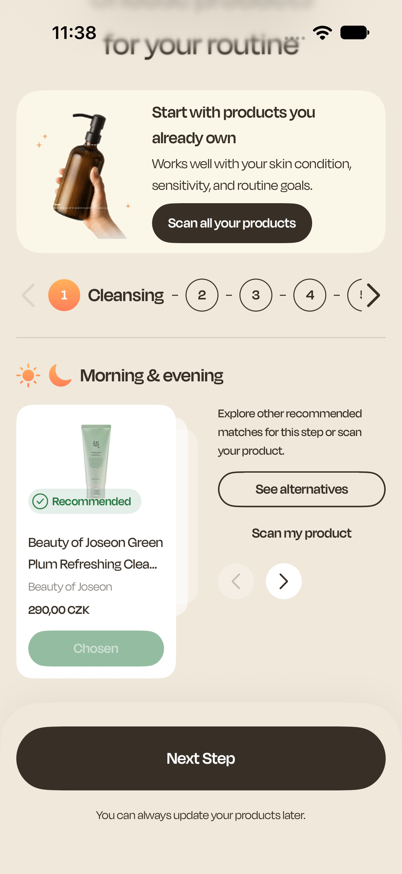 11:38
for your routine
Start with products you
already own
Works well with your skin condition,
sensitivity, and routine goals.
Scan all your products
1 Cleansing – 2 – 3 – 4 –
Morning & evening
Explore other recommended
matches for this step or scan
your product.
See alternatives
Scan my product
Recommended
Beauty of Joseon Green
Plum Refreshing Clea...
Beauty of Joseon
290,00 CZK
Chosen
Next Step
You can always update your products later.